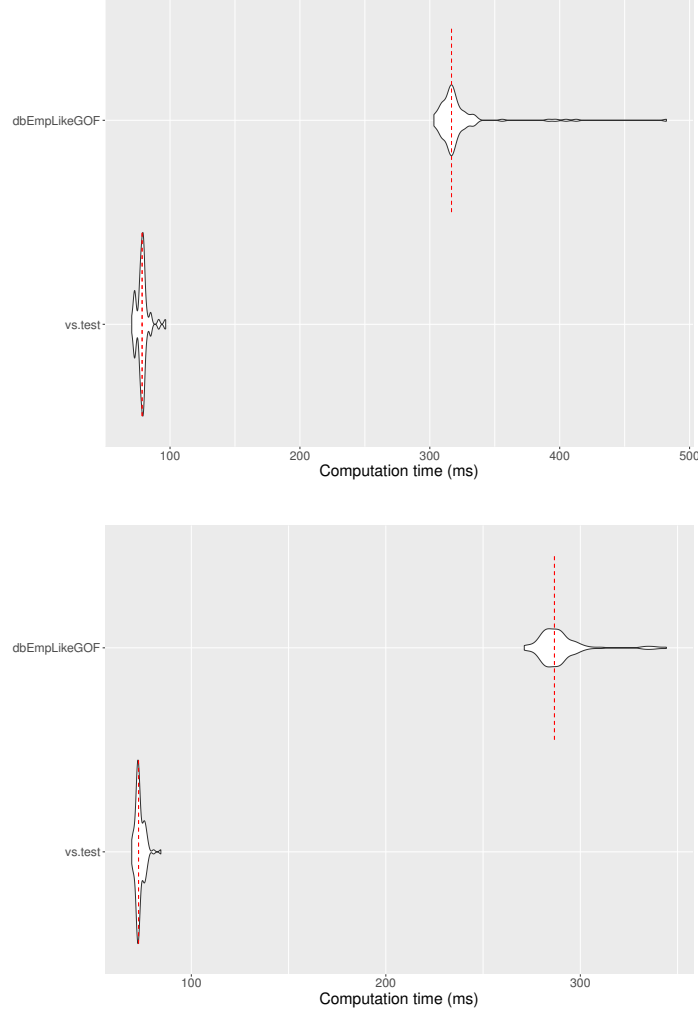 dbEmpLikeGOF
vs.test
100 200 300 400 500
Computation time (ms)
dbEmpLikeGOF
vs.test
100 200 300
Computation time (ms)